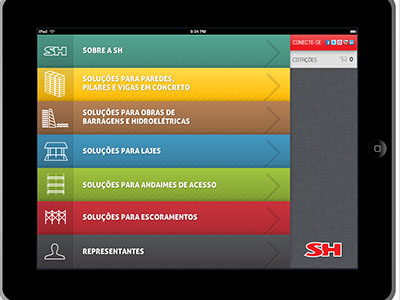 iPad
9:34 PM
SH
SOBRE A SH
CONECTE-SE
COTAÇÕES
0
SOLUÇÕES PARA PAREDES,
PILARES E VIGAS EM CONCRETO
SOLUÇÕES PARA OBRAS DE
BARRAGENS E HIDROELÉTRICAS
SOLUÇÕES PARA LAJES
SOLUÇÕES PARA ANDAIMES DE ACESSO
SOLUÇÕES PARA ESCORAMENTOS
REPRESENTANTES
SH